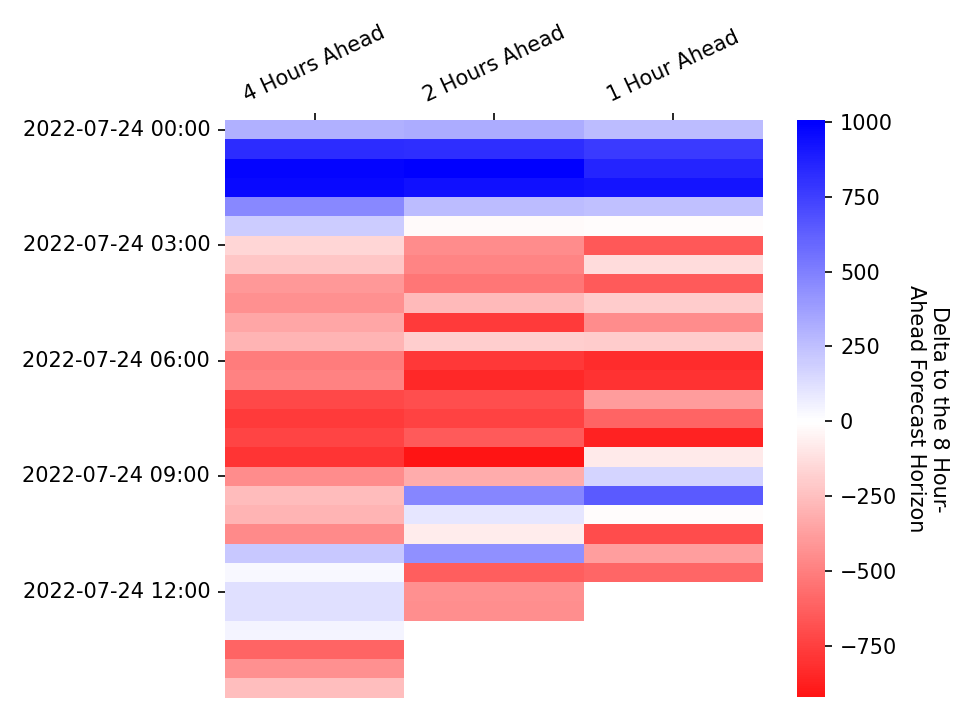 4 Hours Ahead
2 Hours Ahead
1 Hour Ahead
2022-07-24 00:00
2022-07-24 03:00
2022-07-24 06:00
2022-07-24 09:00
2022-07-24 12:00
1000
750
500
250
0
−250
−500
−750
Delta to the 8 Hour-
Ahead Forecast Horizon